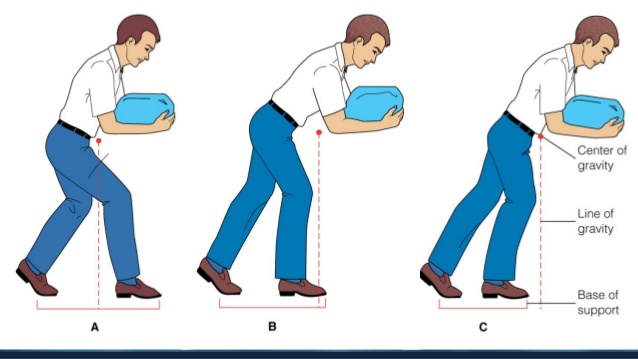 Center of
gravity
Line of
gravity
Base of
support
A
B
C